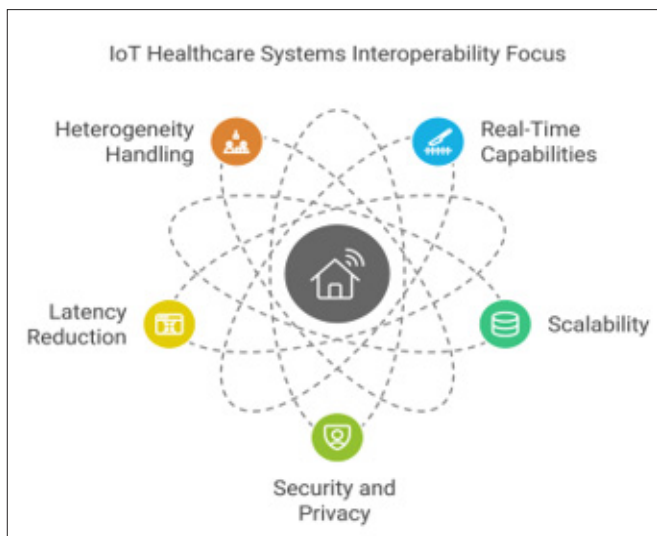 IoT Healthcare Systems Interoperability Focus
Heterogeneity
Handling
Real-Time
Capabilities
Latency
Reduction
Scalability
Security and
Privacy